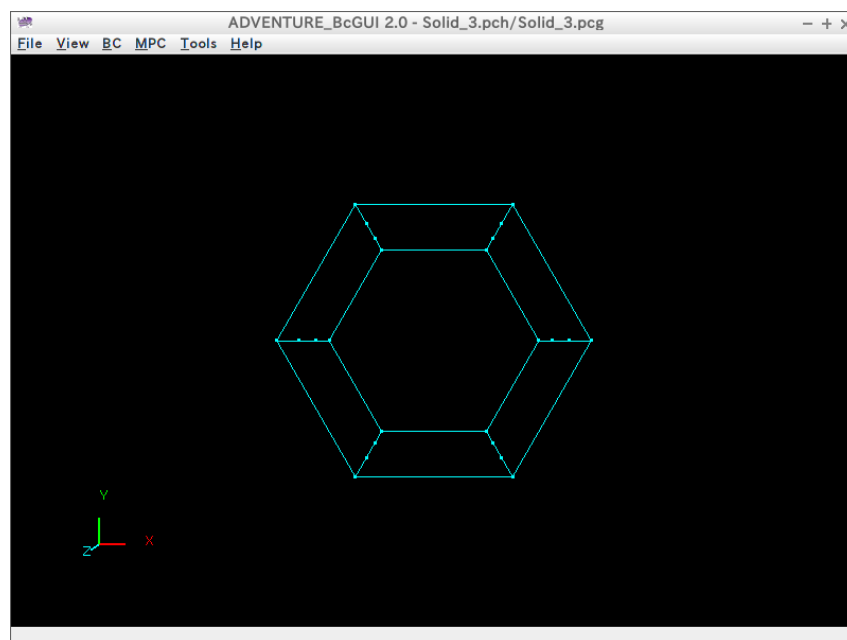 ADVENTURE_BcGUI 2.0 - Solid_3.pch/Solid_3.pcg
File View BC MPC Tools Help
Y
X
Z